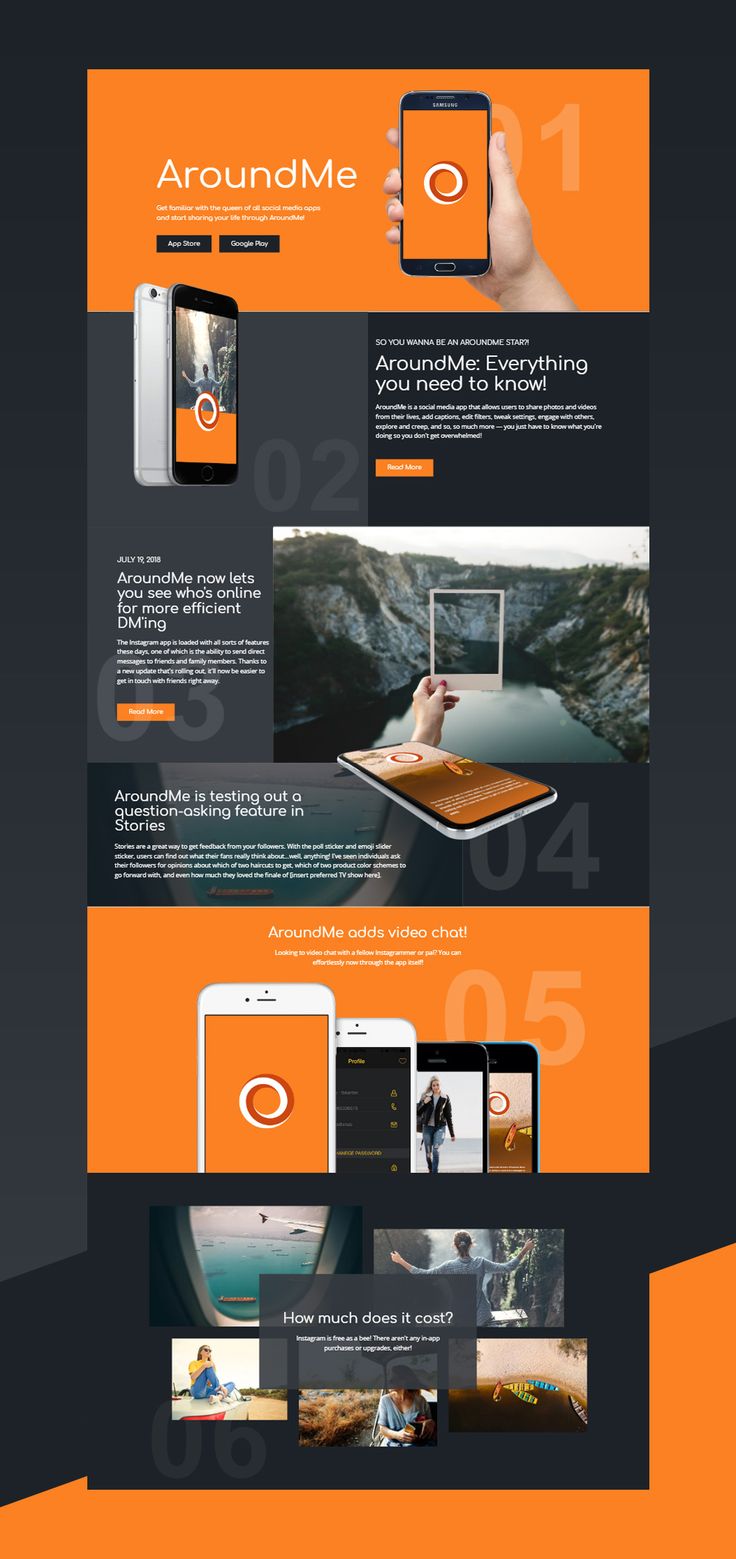 01
SAMSUNG
AroundMe
Get familiar with the queen of all social media apps
and start sharing your life through AroundMe!
App Store
Google Play
SO YOU WANNA BE AN AROUNDME STAR?!
AroundMe: Everything
you need to know!
AroundMe is a social media app that allows users to share photos and videos
from their lives, add captions, edit filters, tweak settings, engage with others,
explore and creep, and so, so much more — you just have to know what you're
doing so you don't get overwhelmed!
Read More
02
JULY 19, 2018
AroundMe now lets
you see who's online
for more efficient
DM'ing
The Instagram app is loaded with all sorts of features
these days, one of which is the ability to send direct
messages to friends and family members. Thanks to
a new update that's rolling out, it'll now be easier to
get in touch with friends right away.
Read More
03
AroundMe is testing out a
question-asking feature in
Stories
Stories are a great way to get feedback from your followers. With the poll sticker and emoji slider
sticker, users can find out what their fans really think about...well, anything! I've seen individuals ask
their followers for opinions about which of two haircuts to get, which of two product color schemes to
go forward with, and even how much they loved the finale of [insert preferred TV show here].
04
AroundMe adds video chat!
Looking to video chat with a fellow Instagrammer or pal? You can
effortlessly now through the app itself!
05
Profile
PASSWORD
How much does it cost?
Instagram is free as a bee! There aren't any in-app
purchases or upgrades, either!
06